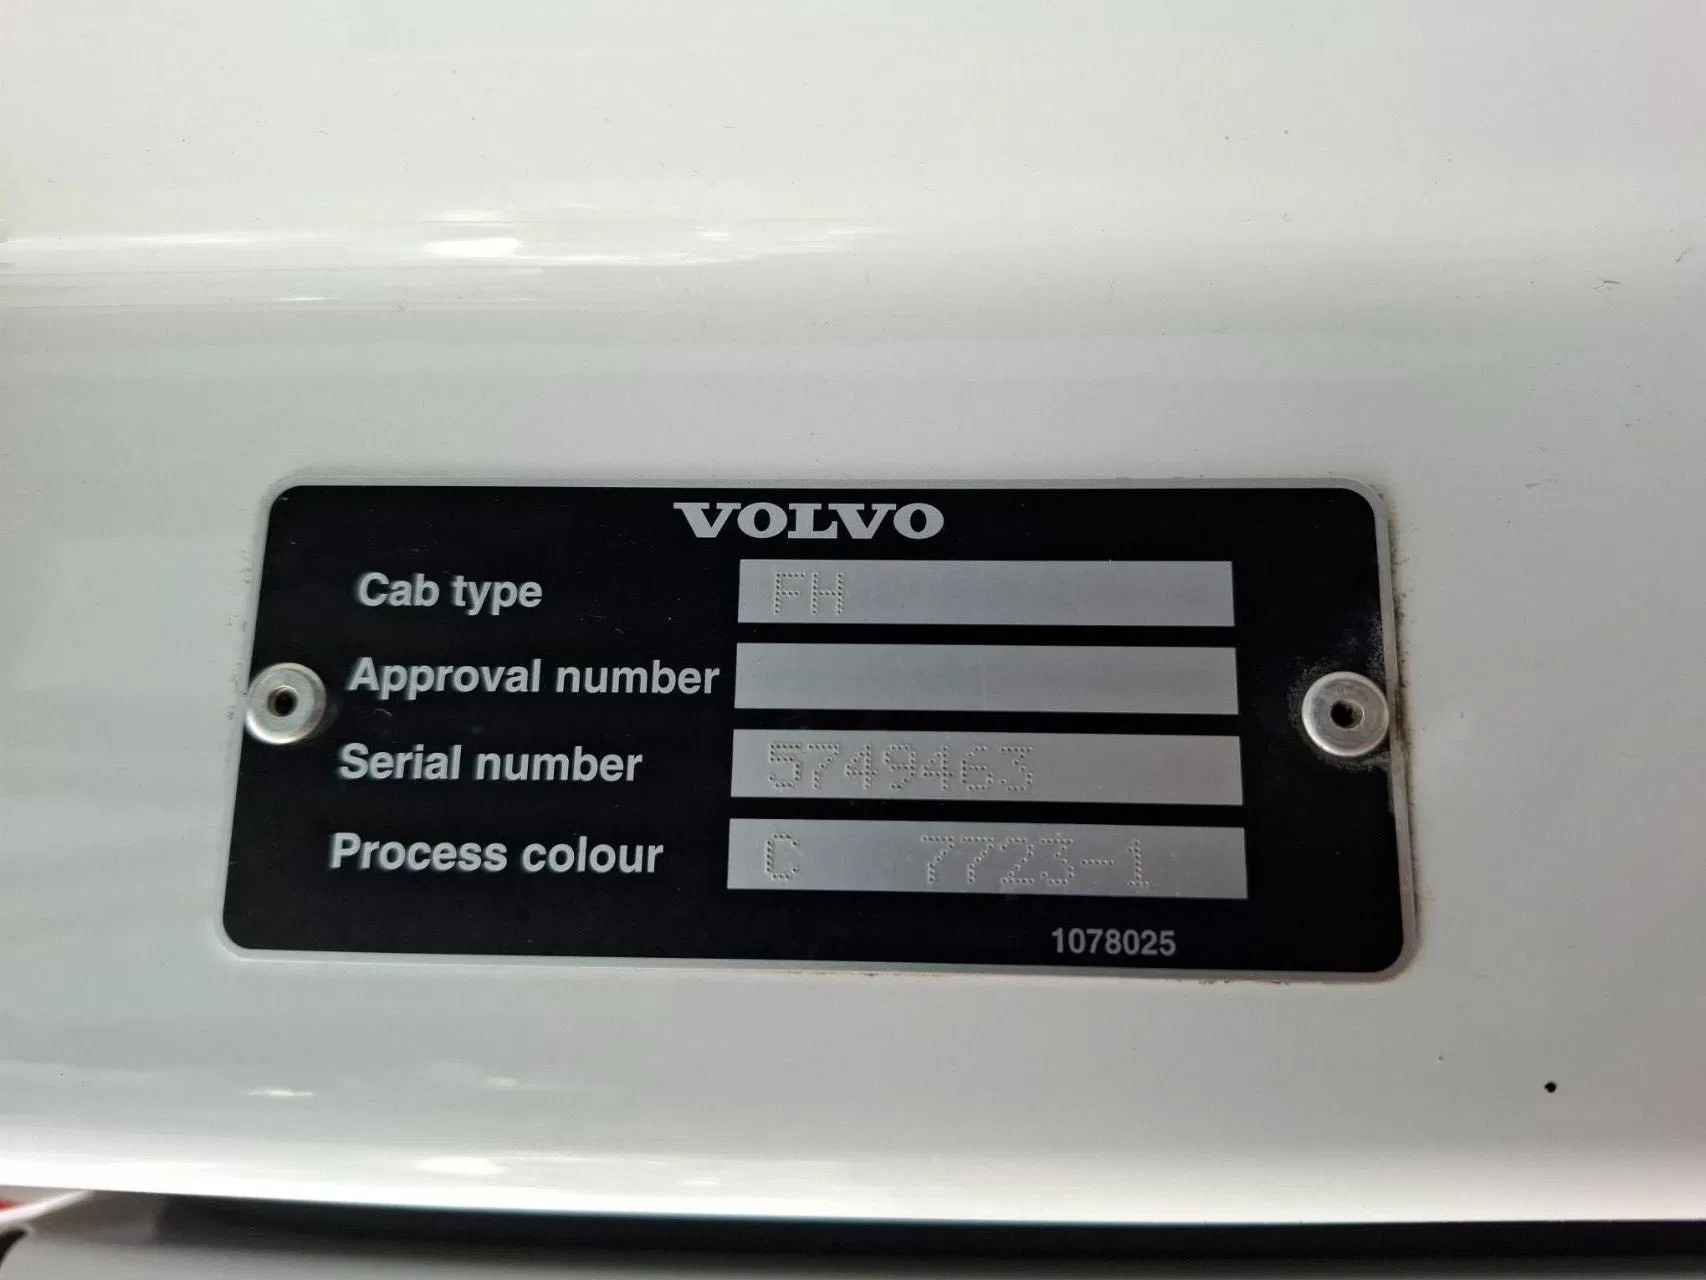 VOLVO
Cab type FH
Approval number
Serial number 5749463
Process colour C 7723-1
1078025